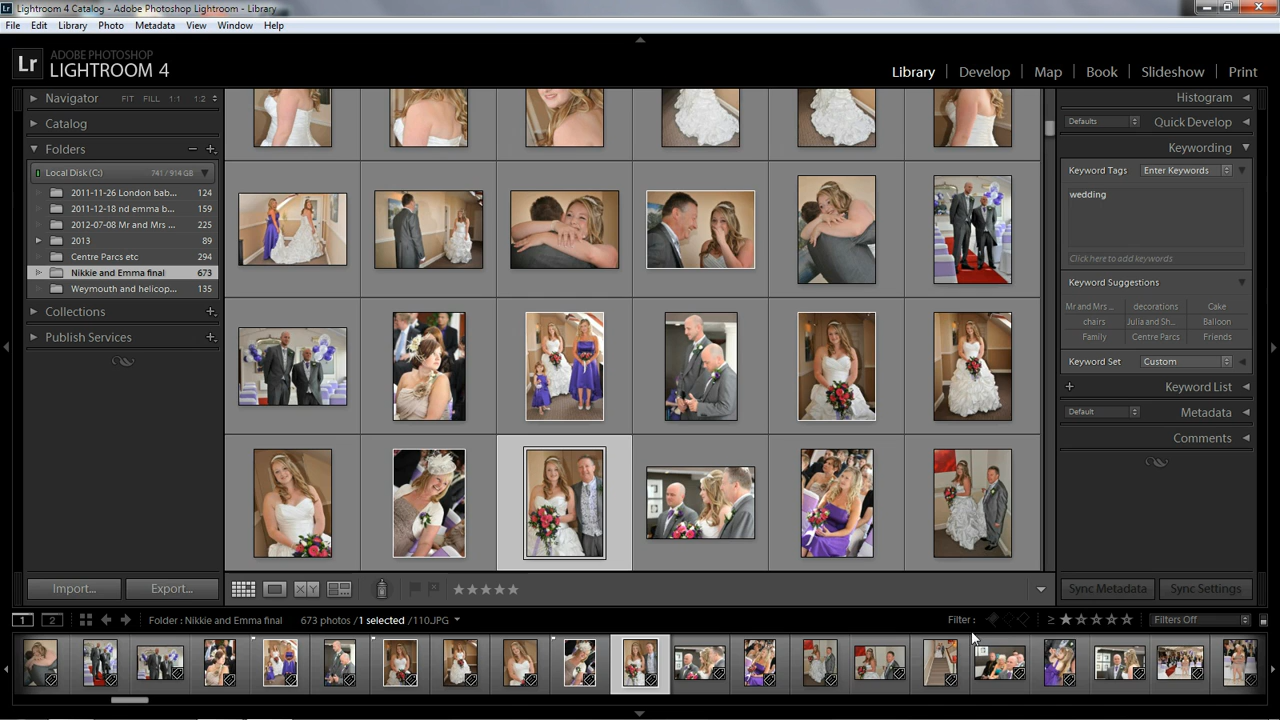 Lightroom 4 Catalog - Adobe Photoshop Lightroom - Library
File Edit Library Photo Metadata View Window Help
Lr ADOBE PHOTOSHOP
LIGHTROOM 4
Library | Develop | Map | Book | Slideshow | Print
Navigator FIT FILL 1:1 1:2
Catalog
Folders
Local Disk (C:) 741 / 914 GB
2011-11-26 London bab... 124
2011-12-18 nd emma b... 159
2012-07-08 Mr and Mrs ... 225
2013 89
Centre Parcs etc 294
Nikkie and Emma final 673
Weymouth and helicop... 135
Collections
Publish Services
Import... Export...
Histogram
Defaults Quick Develop
Keywording
Keyword Tags Enter Keywords
wedding
Click here to add keywords
Keyword Suggestions
Mr and Mrs ... decorations Cake
chairs Julia and Sh... Balloon
Family Centre Parcs Friends
Keyword Set Custom
Keyword List
Default Metadata
Comments
Sync Metadata Sync Settings
X Y
1 2 Folder : Nikkie and Emma final 673 photos / 1 selected / 110.JPG Filter : ≥ Filters Off